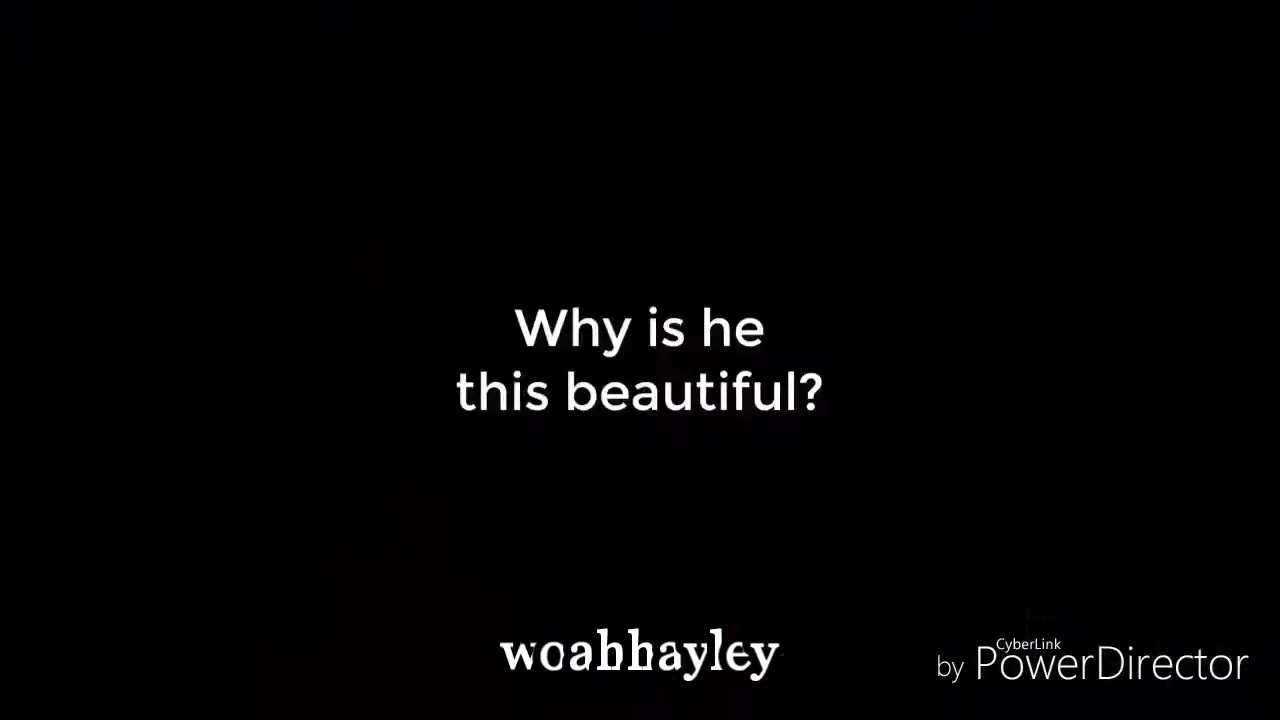 Why is he
this beautiful?
woahhayley
CyberLink
by PowerDirector